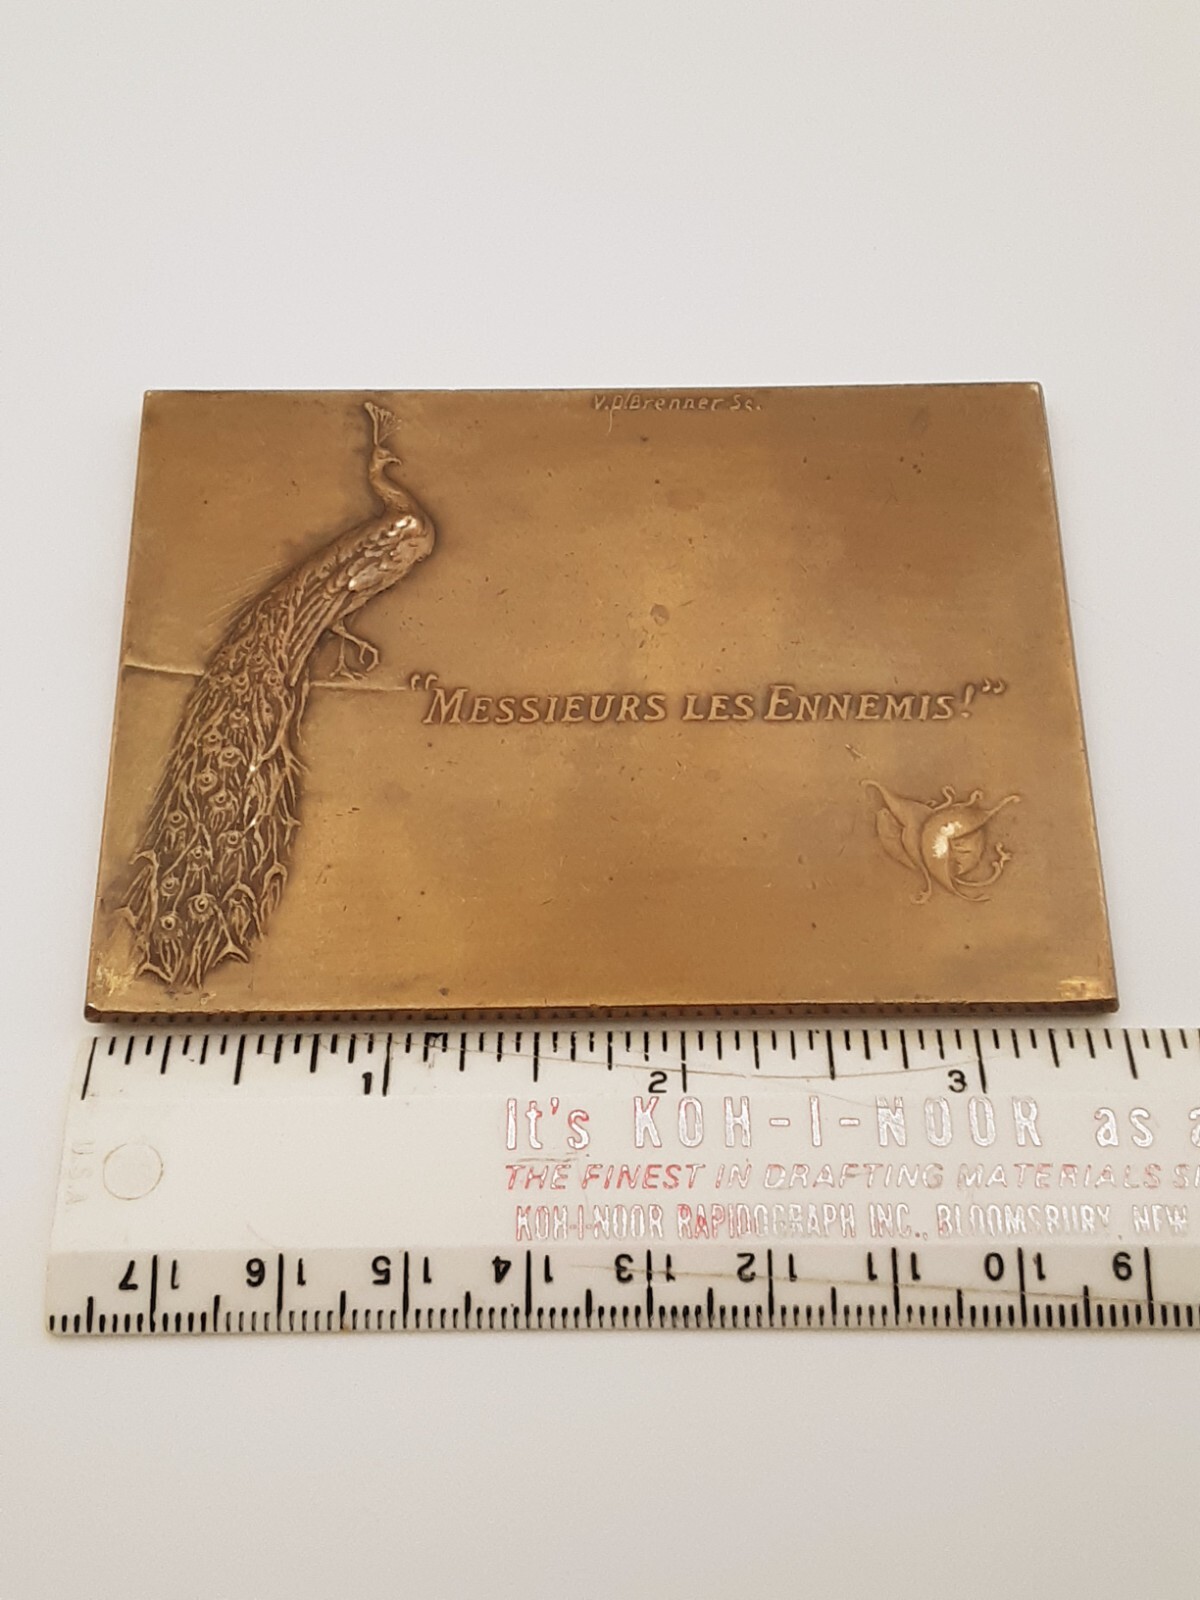 V.D.Brenner Sc.
“Messieurs les Ennemis!”
1 2 3
It's KOH-I-NOOR as a
THE FINEST IN DRAFTING MATERIALS
KOH-I-NOOR RAPIDOGRAPH INC., BLOOMSBURY, NEW
U.S.A
17 16 15 14 13 12 11 10 9